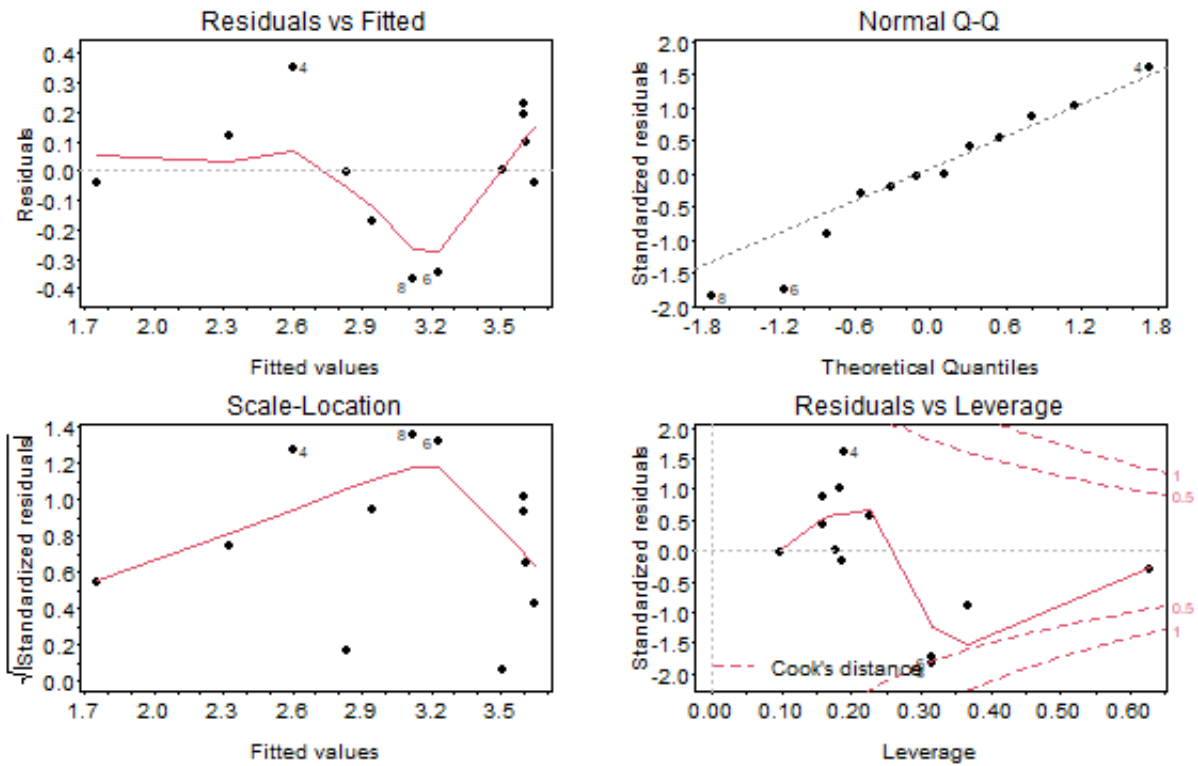 Residuals vs Fitted
Residuals
0.4
0.3
0.2
0.1
0.0
-0.1
-0.2
-0.3
-0.4
4
8
6
1.7 2.0 2.3 2.6 2.9 3.2 3.5
Fitted values
Normal Q-Q
Standardized residuals
2.0
1.5
1.0
0.5
0.0
-0.5
-1.0
-1.5
-2.0
4
6
8
-1.8 -1.2 -0.6 0.0 0.6 1.2 1.8
Theoretical Quantiles
Scale-Location
√|Standardized residuals|
1.4
1.2
1.0
0.8
0.6
0.4
0.2
0.0
8
6
4
1.7 2.0 2.3 2.6 2.9 3.2 3.5
Fitted values
Residuals vs Leverage
Standardized residuals
2.0
1.5
1.0
0.5
0.0
-0.5
-1.0
-1.5
-2.0
4
1
0.5
0.5
1
Cook's distance
0.00 0.10 0.20 0.30 0.40 0.50 0.60
Leverage